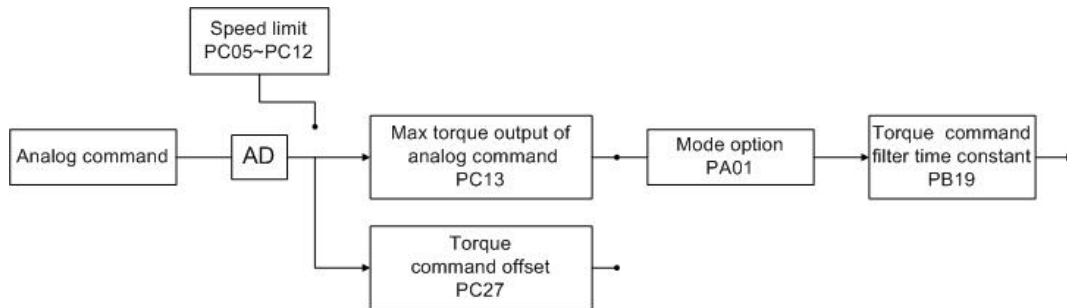 Speed limit
PC05~PC12
Analog command
AD
Max torque output of
analog command
PC13
Mode option
PA01
Torque command
filter time constant
PB19
Torque
command offset
PC27